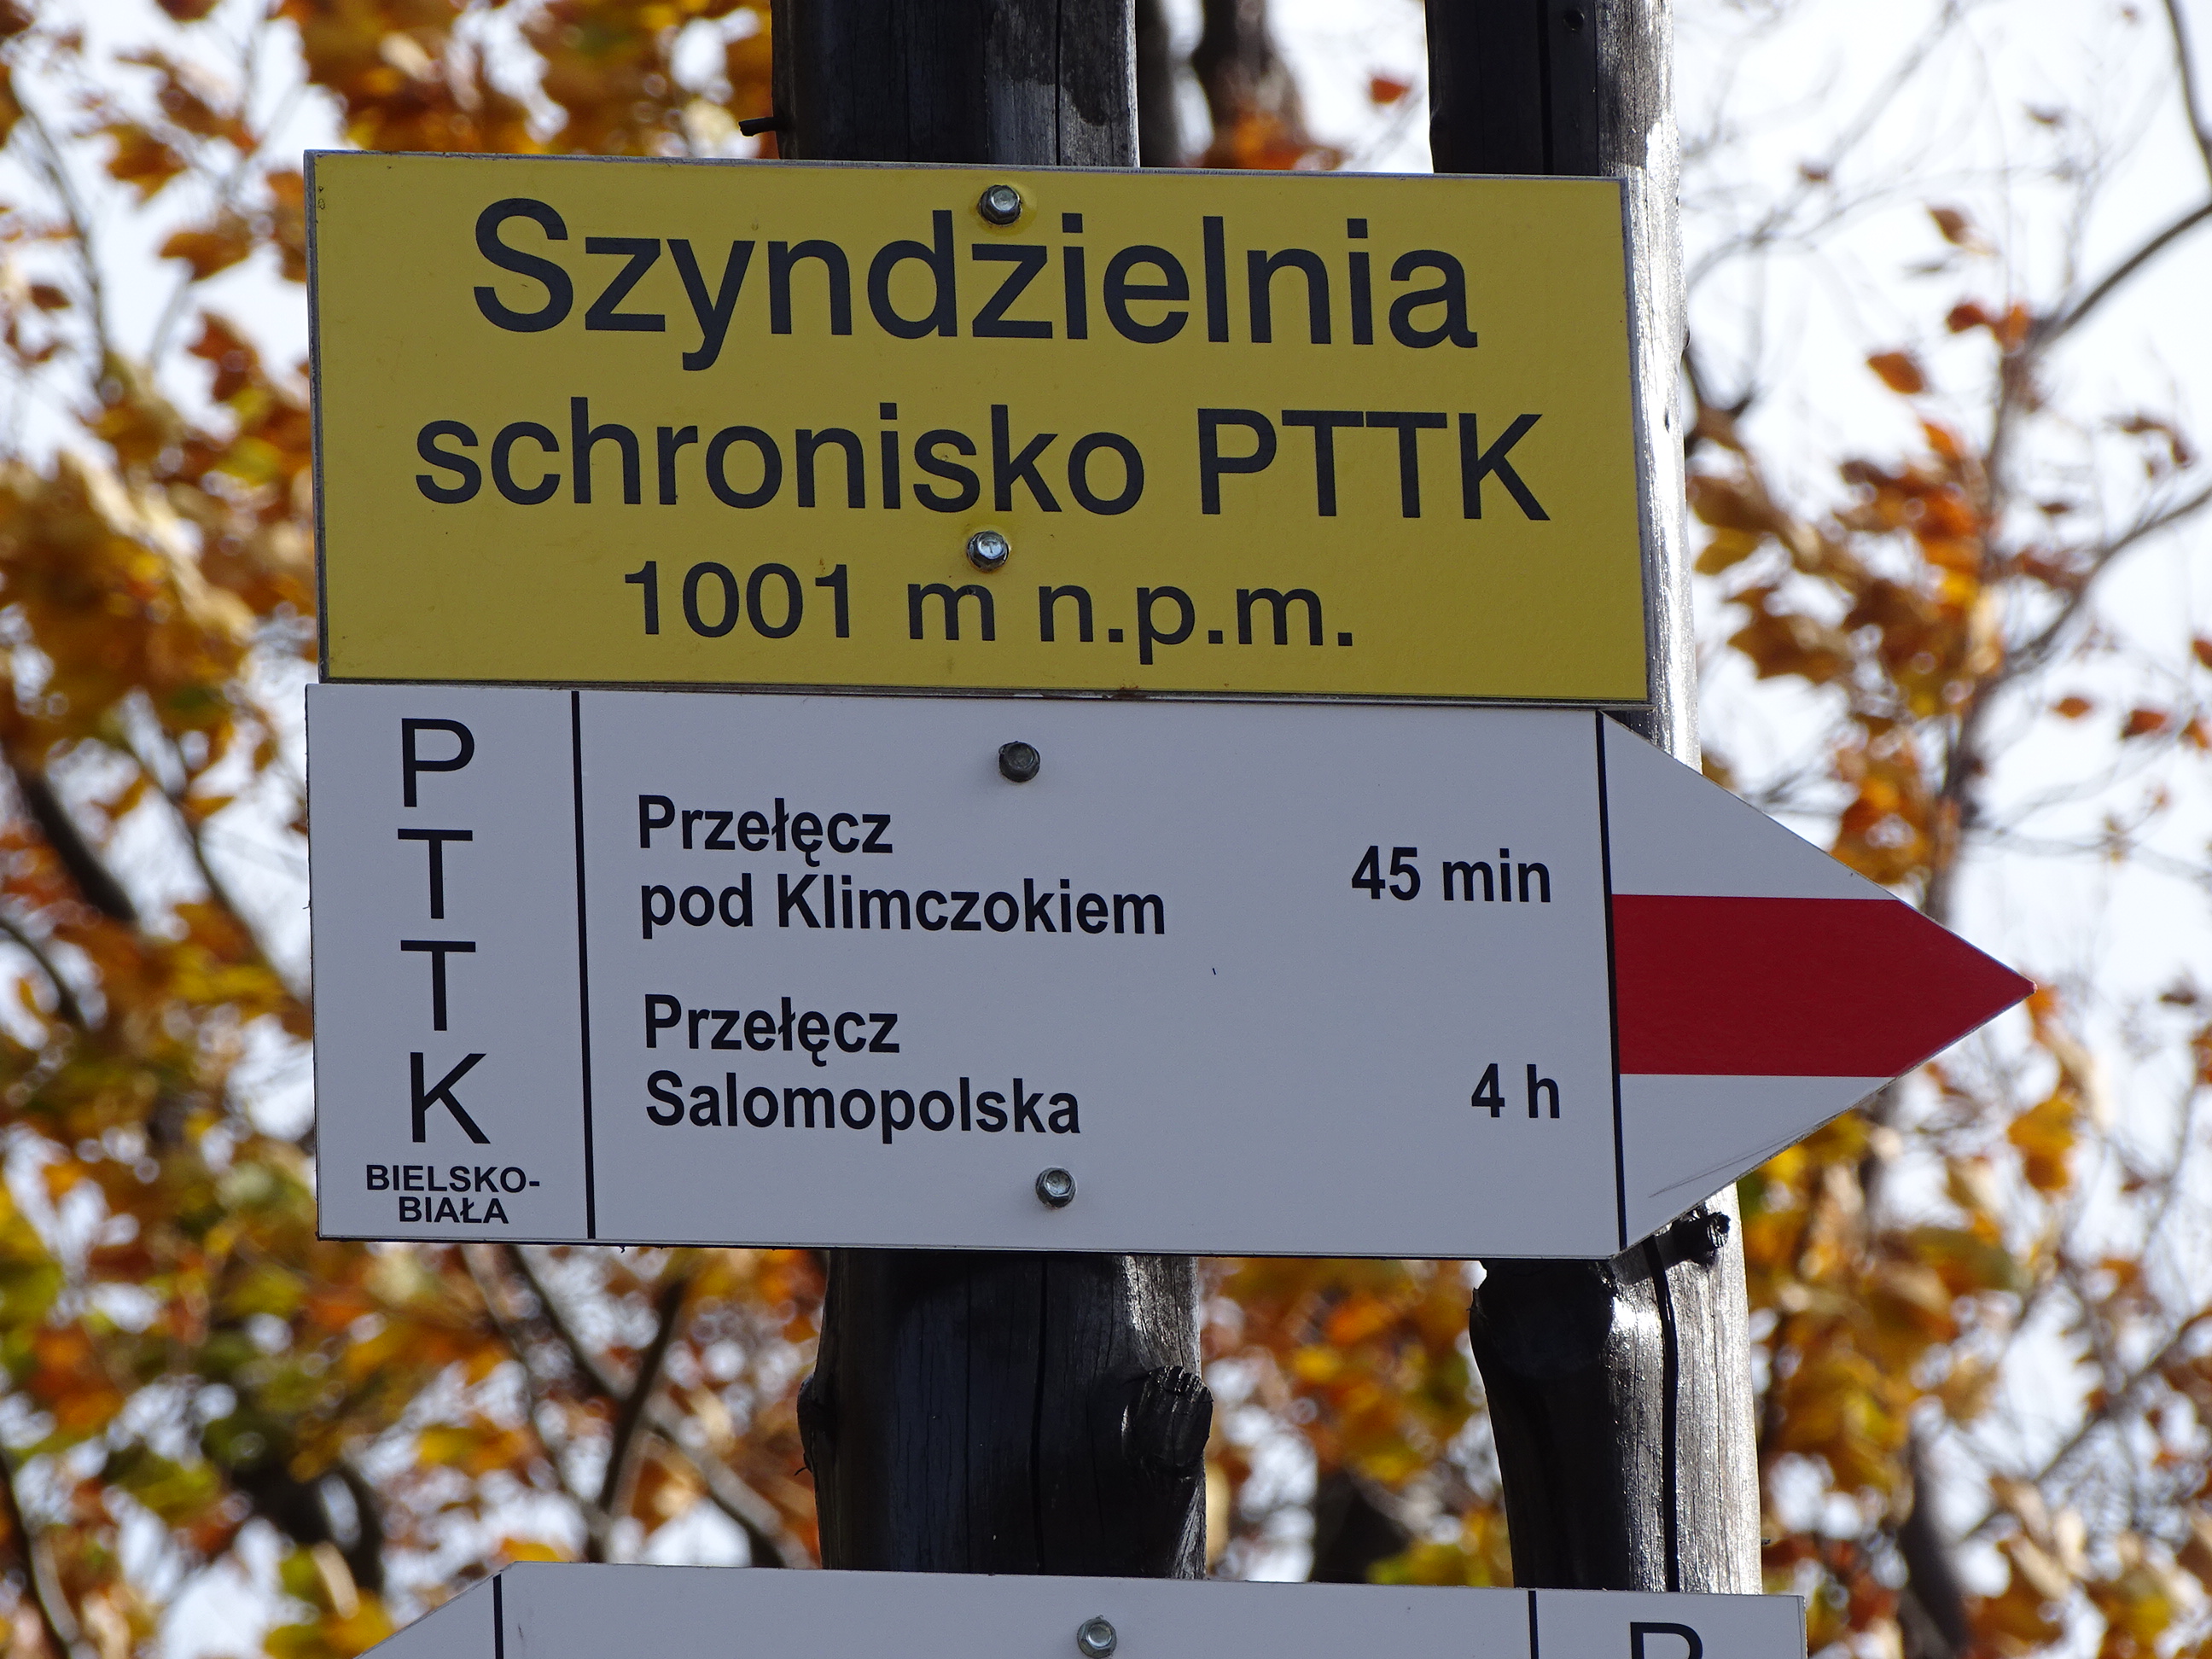 Szyndzielnia
schronisko PTTK
1001 m n.p.m.
P
T
T
K
BIELSKO-
BIAŁA
Przełęcz
pod Klimczokiem
45 min
Przełęcz
Salomopolska
4 h
P